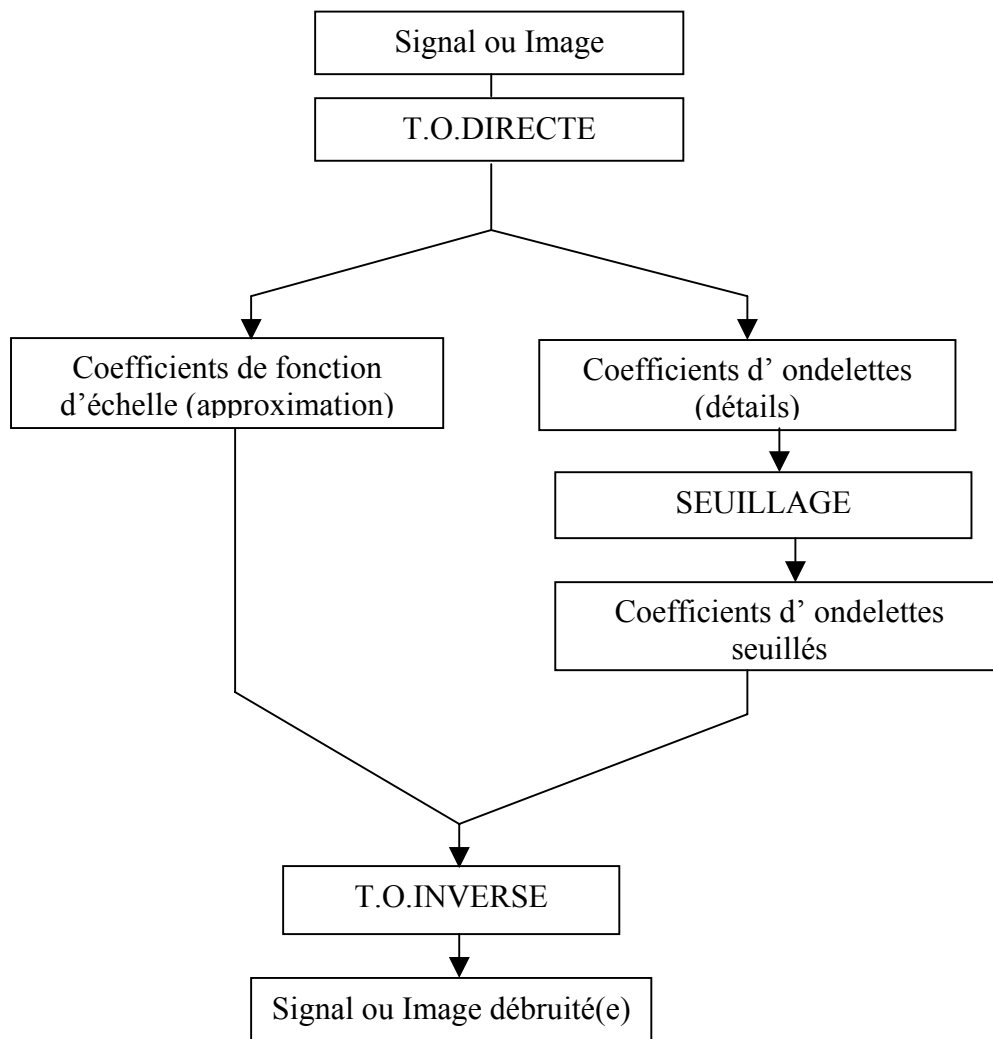 Signal ou Image
T.O.DIRECTE
Coefficients de fonction
d’échelle (approximation)
Coefficients d’ ondelettes
(détails)
SEUILLAGE
Coefficients d’ ondelettes
seuillés
T.O.INVERSE
Signal ou Image débruité(e)